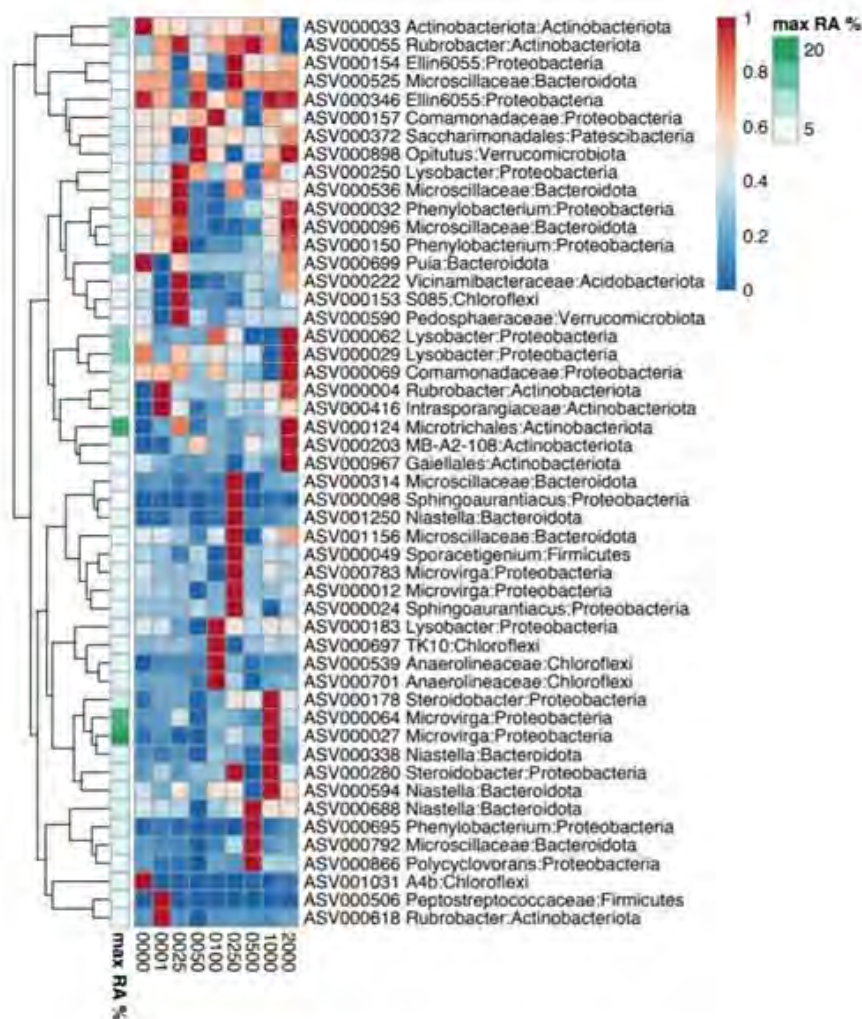 ASV000033 Actinobacteriota:Actinobacteriota
ASV000055 Rubrobacter:Actinobacteriota
ASV000154 Ellin6055:Proteobacteria
ASV000525 Microscillaceae:Bacteroidota
ASV000346 Ellin6055:Proteobacteria
ASV000157 Comamonadaceae:Proteobacteria
ASV000372 Saccharimonadales:Patescibacteria
ASV000898 Opitutus:Verrucomicrobiota
ASV000250 Lysobacter:Proteobacteria
ASV000536 Microscillaceae:Bacteroidota
ASV000032 Phenylobacterium:Proteobacteria
ASV000096 Microscillaceae:Bacteroidota
ASV000150 Phenylobacterium:Proteobacteria
ASV000699 Puia:Bacteroidota
ASV000222 Vicinamibacteraceae:Acidobacteriota
ASV000153 S085:Chloroflexi
ASV000590 Pedosphaeraceae:Verrucomicrobiota
ASV000062 Lysobacter:Proteobacteria
ASV000029 Lysobacter:Proteobacteria
ASV000069 Comamonadaceae:Proteobacteria
ASV000004 Rubrobacter:Actinobacteriota
ASV000416 Intrasporangiaceae:Actinobacteriota
ASV000124 Microtrichales:Actinobacteriota
ASV000203 MB-A2-108:Actinobacteriota
ASV000967 Gaiellales:Actinobacteriota
ASV000314 Microscillaceae:Bacteroidota
ASV000098 Sphingoaurantiacus:Proteobacteria
ASV001250 Niastella:Bacteroidota
ASV001156 Microscillaceae:Bacteroidota
ASV000049 Sporacetigenium:Firmicutes
ASV000783 Microvirga:Proteobacteria
ASV000012 Microvirga:Proteobacteria
ASV000024 Sphingoaurantiacus:Proteobacteria
ASV000183 Lysobacter:Proteobacteria
ASV000697 TK10:Chloroflexi
ASV000539 Anaerolineaceae:Chloroflexi
ASV000701 Anaerolineaceae:Chloroflexi
ASV000178 Steroidobacter:Proteobacteria
ASV000064 Microvirga:Proteobacteria
ASV000027 Microvirga:Proteobacteria
ASV000338 Niastella:Bacteroidota
ASV000280 Steroidobacter:Proteobacteria
ASV000594 Niastella:Bacteroidota
ASV000688 Niastella:Bacteroidota
ASV000695 Phenylobacterium:Proteobacteria
ASV000792 Microscillaceae:Bacteroidota
ASV000866 Polycyclovorans:Proteobacteria
ASV001031 A4b:Chloroflexi
ASV000506 Peptostreptococcaceae:Firmicutes
ASV000618 Rubrobacter:Actinobacteriota
max RA %
0000
0001
0025
0050
0100
0250
0500
1000
2000
1
0.8
0.6
0.4
0.2
0
max RA %
20
5